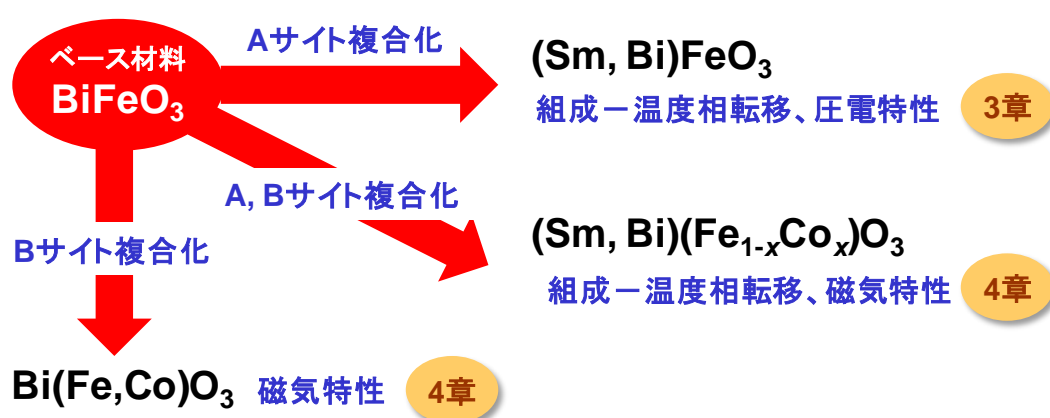 ベース材料
BiFeO₃
Aサイト複合化
(Sm, Bi)FeO₃
組成－温度相転移、圧電特性
3章
A, Bサイト複合化
(Sm, Bi)(Fe₁₋ₓCoₓ)O₃
組成－温度相転移、磁気特性
4章
Bサイト複合化
Bi(Fe,Co)O₃ 磁気特性 4章